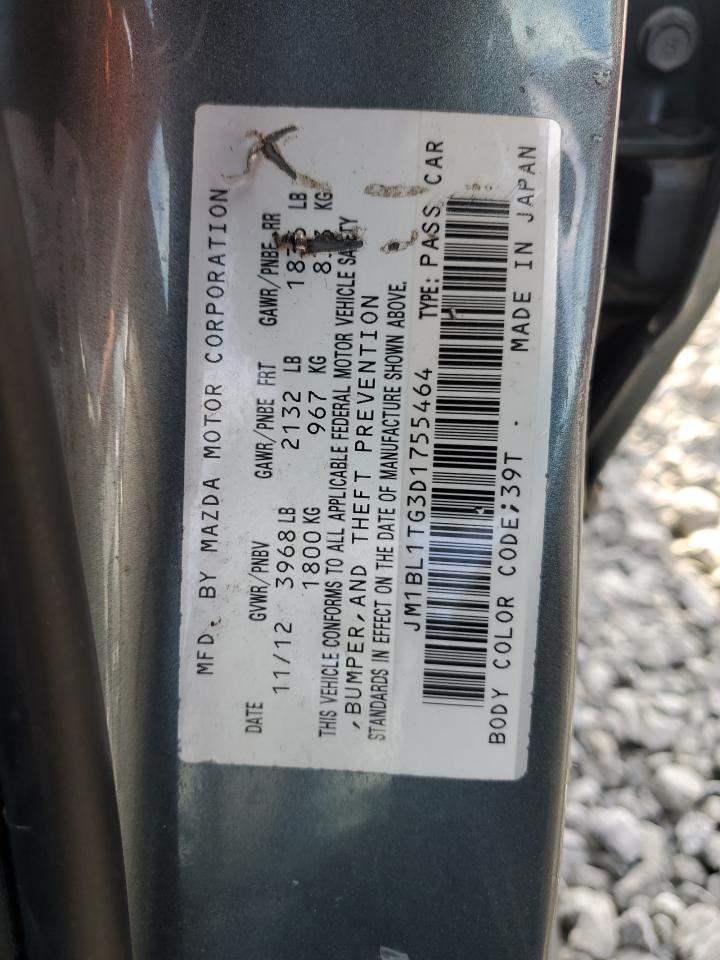 MFD. BY MAZDA MOTOR CORPORATION
DATE GVWR/PNBV GAWR/PNBE FRT GAWR/PNBE RR
11/12 3968 LB 2132 LB LB
1800 KG 967 KG KG
THIS VEHICLE CONFORMS TO ALL APPLICABLE FEDERAL MOTOR VEHICLE SAFETY
,BUMPER,AND THEFT PREVENTION
STANDARDS IN EFFECT ON THE DATE OF MANUFACTURE SHOWN ABOVE.
JM1BL1TG3D1755464 TYPE: PASS CAR
BODY COLOR CODE;39T . MADE IN JAPAN
8